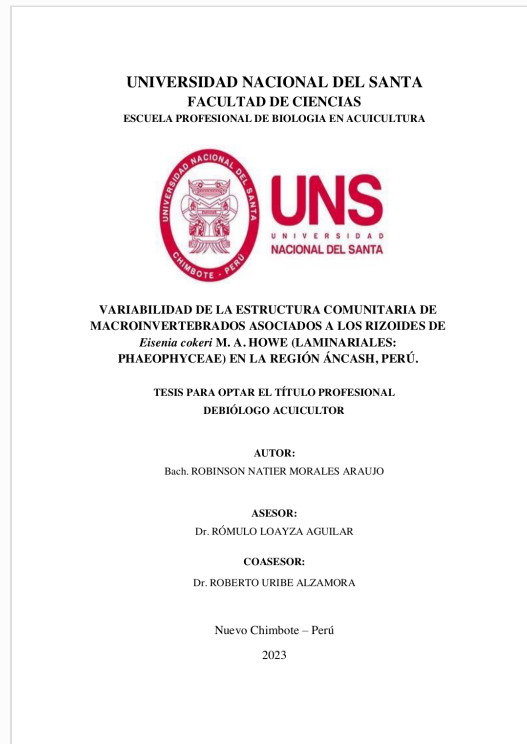 UNIVERSIDAD NACIONAL DEL SANTA
FACULTAD DE CIENCIAS
ESCUELA PROFESIONAL DE BIOLOGIA EN ACUICULTURA
UNIVERSIDAD NACIONAL DEL SANTA
CHIMBOTE - PERÚ
UNS
UNIVERSIDAD
NACIONAL DEL SANTA
VARIABILIDAD DE LA ESTRUCTURA COMUNITARIA DE
MACROINVERTEBRADOS ASOCIADOS A LOS RIZOIDES DE
Eisenia cokeri M. A. HOWE (LAMINARIALES:
PHAEOPHYCEAE) EN LA REGIÓN ÁNCASH, PERÚ.
TESIS PARA OPTAR EL TÍTULO PROFESIONAL
DEBIÓLOGO ACUICULTOR
AUTOR:
Bach. ROBINSON NATIER MORALES ARAUJO
ASESOR:
Dr. RÓMULO LOAYZA AGUILAR
COASESOR:
Dr. ROBERTO URIBE ALZAMORA
Nuevo Chimbote – Perú
2023